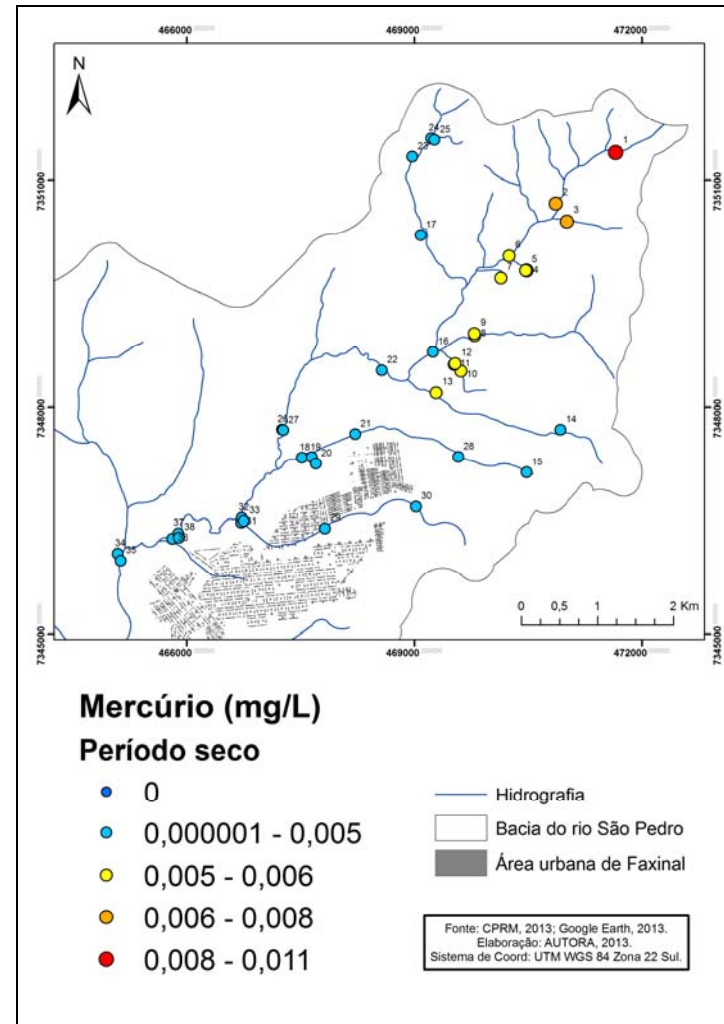 466000 469000 472000
N
24 25
1
23
7351000 7351000
2
3
17
6
5
7 4
9
8
16
12
11
22 10
13
7348000 7348000
26 27 21 14
18 19 28
20 15
30
32 33
31
37
38
36
34
35
0 0,5 1 2 Km
7345000 7345000
466000 469000 472000
Mercúrio (mg/L)
Período seco
0
0,000001 - 0,005
0,005 - 0,006
0,006 - 0,008
0,008 - 0,011
Hidrografia
Bacia do rio São Pedro
Área urbana de Faxinal
Fonte: CPRM, 2013; Google Earth, 2013.
Elaboração: AUTORA, 2013.
Sistema de Coord: UTM WGS 84 Zona 22 Sul.